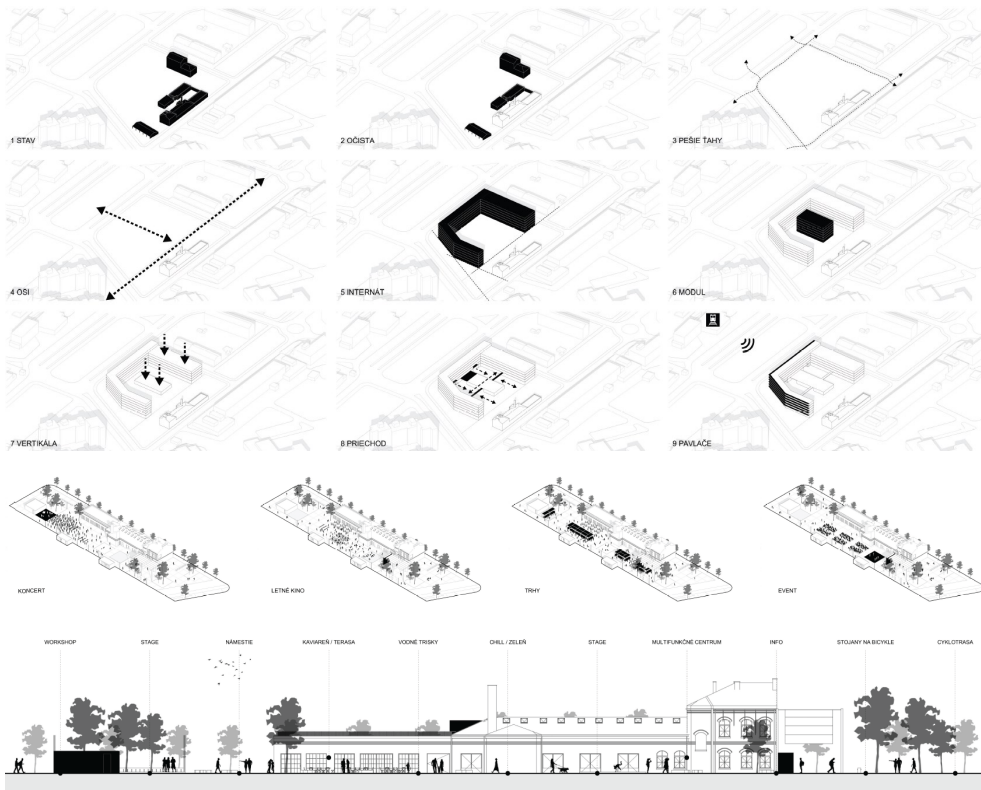 1 STAV
2 OČISTA
3 PEŠIE ŤAHY
4 OSI
5 INTERNÁT
6 MODUL
7 VERTIKÁLA
8 PRIECHOD
9 PAVLAČE
KONCERT
LETNÉ KINO
TRHY
EVENT
WORKSHOP
STAGE
NÁMESTIE
KAVIAREŇ / TERASA
VODNÉ TRISKY
CHILL / ZELEŇ
STAGE
MULTIFUNKČNÉ CENTRUM
INFO
STOJANY NA BICYKLE
CYKLOTRASA